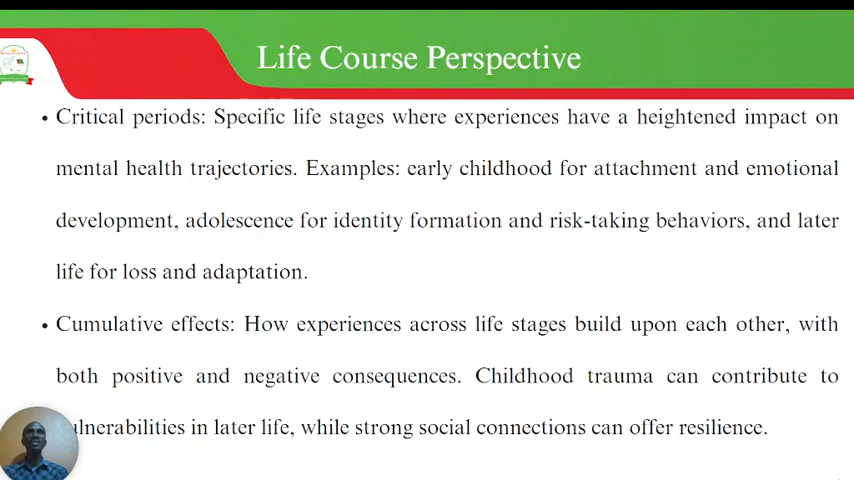 Life Course Perspective
• Critical periods: Specific life stages where experiences have a heightened impact on
mental health trajectories. Examples: early childhood for attachment and emotional
development, adolescence for identity formation and risk-taking behaviors, and later
life for loss and adaptation.
• Cumulative effects: How experiences across life stages build upon each other, with
both positive and negative consequences. Childhood trauma can contribute to
ulnerabilities in later life, while strong social connections can offer resilience.